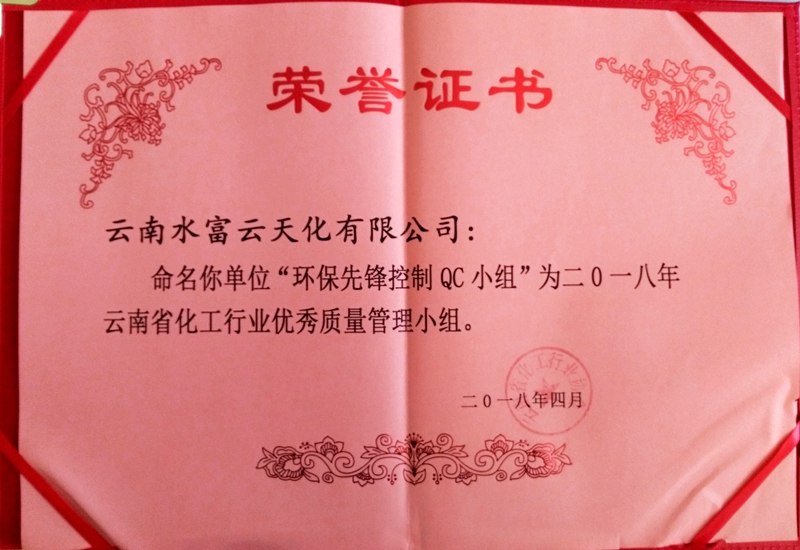 荣誉证书
云南水富云天化有限公司：
命名你单位“环保先锋控制QC小组”为二0一八年
云南省化工行业优秀质量管理小组。
二0一八年四月